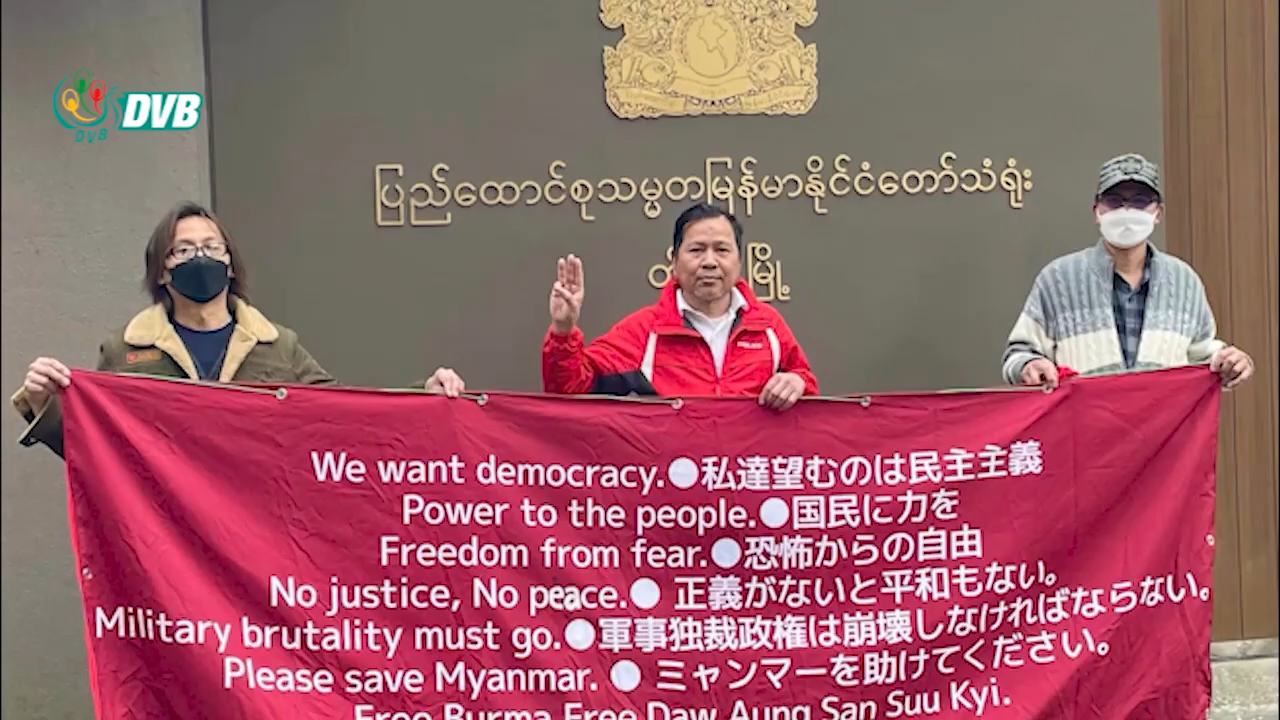 DVB
DVB
ပြည်ထောင်စုသမ္မတမြန်မာနိုင်ငံတော်သံရုံး
မြို့
We want democracy.●私達望むのは民主主義
Power to the people.●国民に力を
Freedom from fear.●恐怖からの自由
No justice, No peace.● 正義がないと平和もない。
Military brutality must go.●軍事独裁政権は崩壊しなければならない。
Please save Myanmar. ● ミャンマーを助けてください。
Free Burma Free Daw Aung San Suu Kyi.